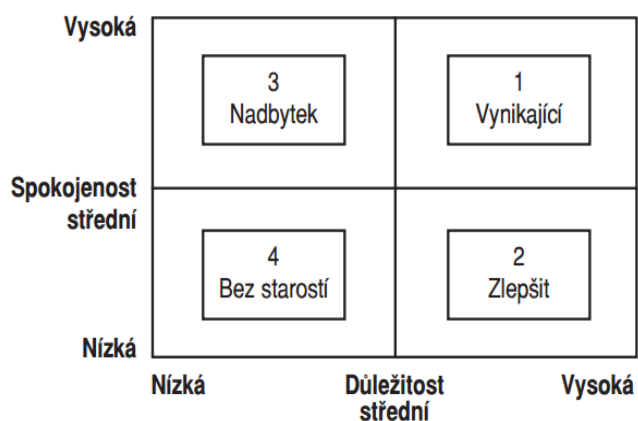 Vysoká
3
Nadbytek
1
Vynikající
Spokojenost
střední
4
Bez starostí
2
Zlepšit
Nízká
Nízká
Důležitost
střední
Vysoká